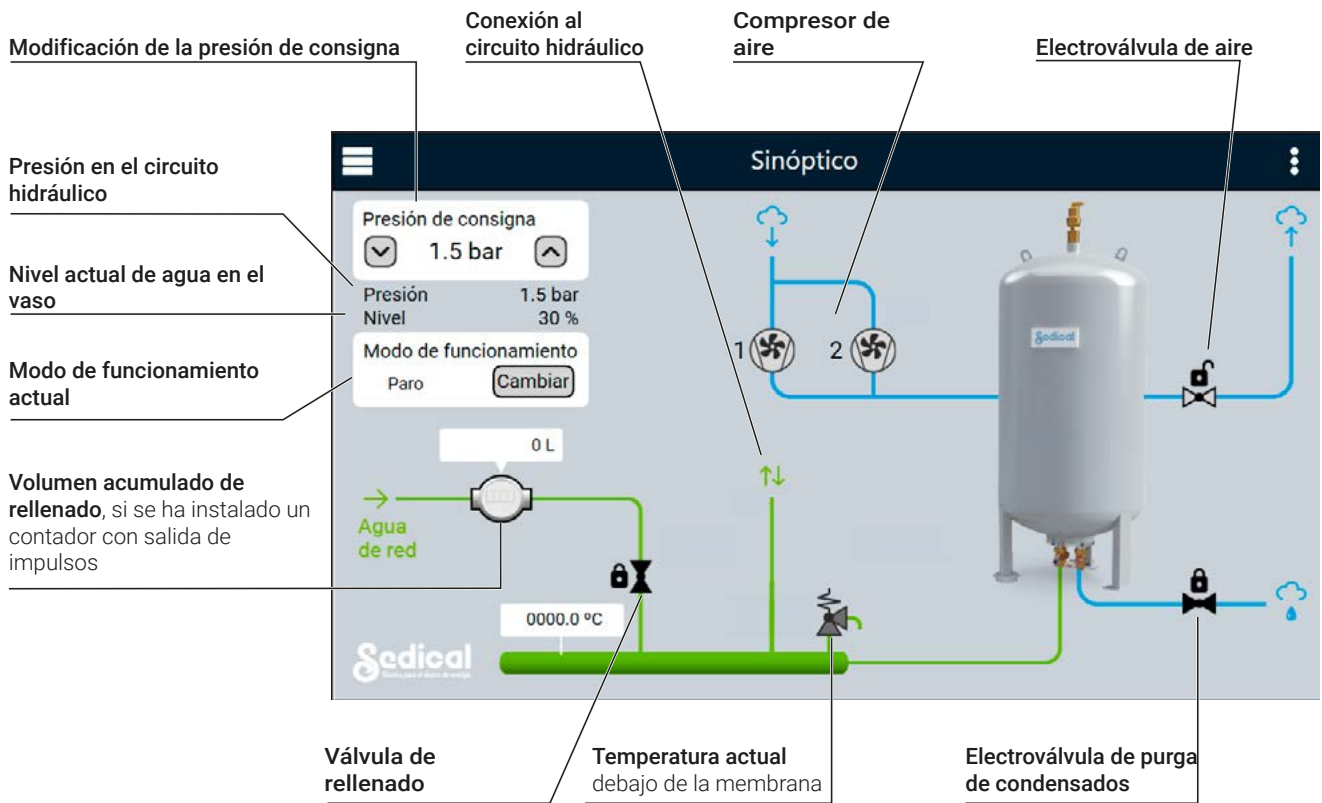 Modificación de la presión de consigna
Conexión al
circuito hidráulico
Compresor de
aire
Electroválvula de aire
Presión en el circuito
hidráulico
Nivel actual de agua en el
vaso
Modo de funcionamiento
actual
Volumen acumulado de
rellenado, si se ha instalado un
contador con salida de
impulsos
Sinóptico
Presión de consigna
1.5 bar
Presión 1.5 bar
Nivel 30 %
Modo de funcionamiento
Paro Cambiar
1
2
Sedical
0 L
Agua
de red
0000.0 ºC
Sedical
Válvula de
rellenado
Temperatura actual
debajo de la membrana
Electroválvula de purga
de condensados